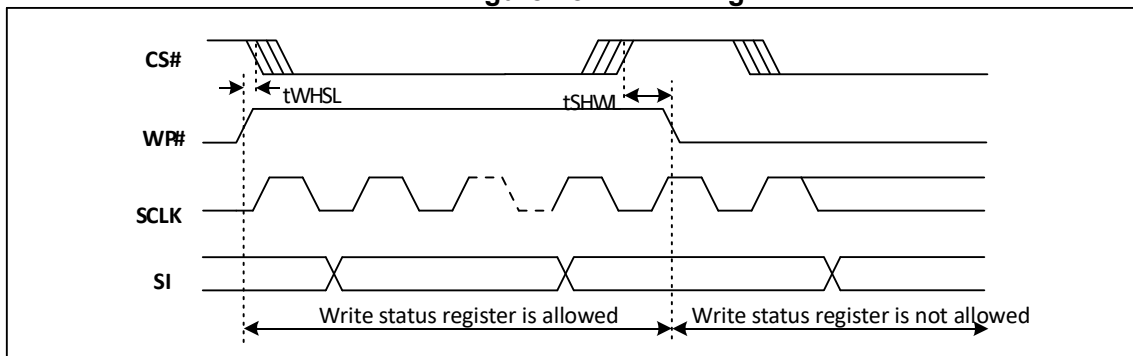 CS#
tWHSL
tSHWL
WP#
SCLK
SI
Write status register is allowed
Write status register is not allowed